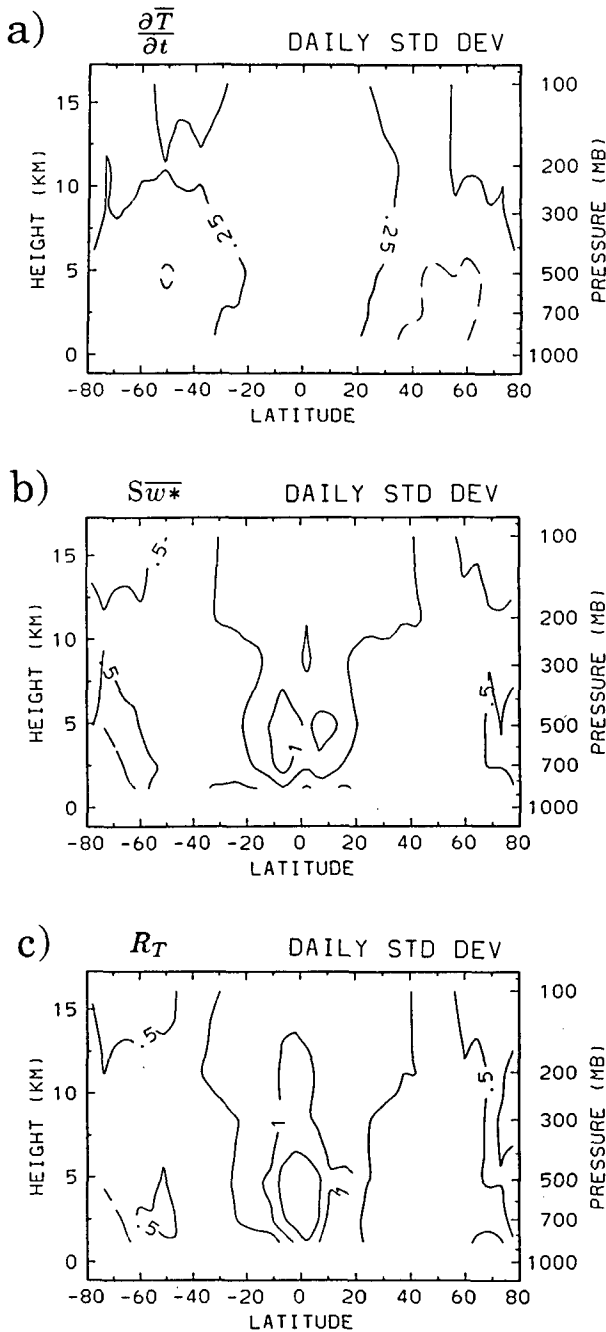 a) ∂T̅/∂t DAILY STD DEV
15
10
5
0
HEIGHT (KM)
100
200
300
500
700
1000
PRESSURE (MB)
.25
.25
-80 -60 -40 -20 0 20 40 60 80
LATITUDE
b) Sw̅*̅ DAILY STD DEV
15
10
5
0
HEIGHT (KM)
100
200
300
500
700
1000
PRESSURE (MB)
.5
.5
1
.5
-80 -60 -40 -20 0 20 40 60 80
LATITUDE
c) R_T DAILY STD DEV
15
10
5
0
HEIGHT (KM)
100
200
300
500
700
1000
PRESSURE (MB)
.5
1
.5
.5
-80 -60 -40 -20 0 20 40 60 80
LATITUDE